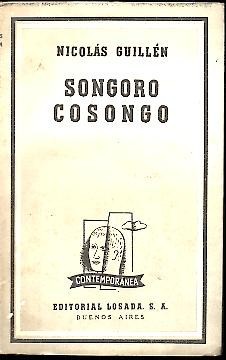 NICOLÁS GUILLÉN
SONGORO
COSONGO
CONTEMPORÁNEA
EDITORIAL LOSADA, S. A.
BUENOS AIRES